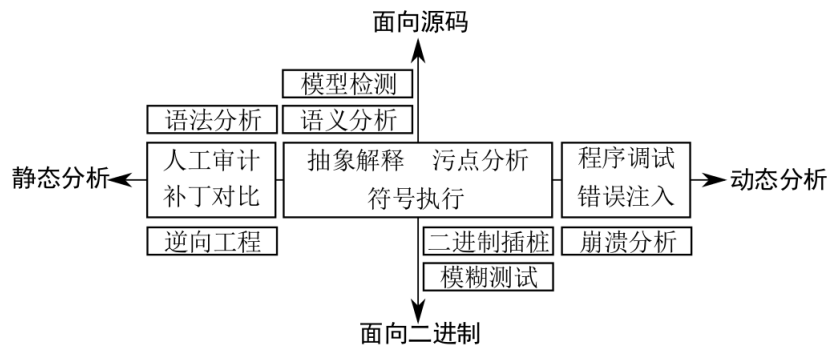 面向源码
模型检测
语法分析 语义分析
静态分析 人工审计 抽象解释 污点分析 程序调试 动态分析
补丁对比 符号执行 错误注入
逆向工程 二进制插桩 崩溃分析
模糊测试
面向二进制